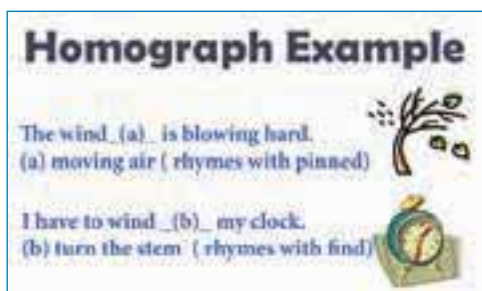 Homograph Example
The wind_(a)_ is blowing hard.
(a) moving air ( rhymes with pinned)
I have to wind _(b)_ my clock.
(b) turn the stem ( rhymes with find)